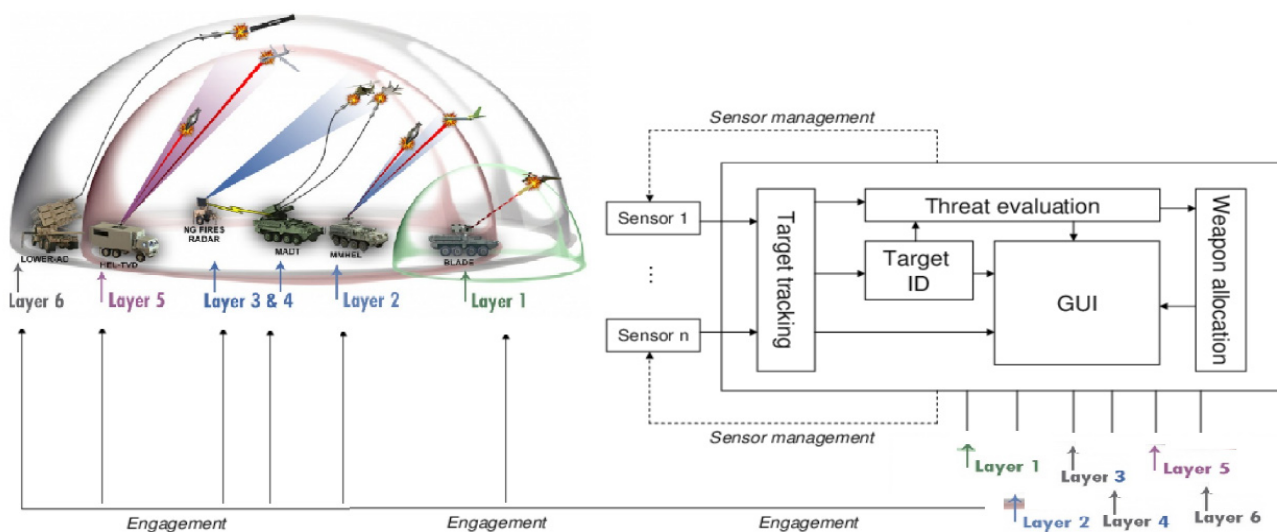 LOWER-AD
HEL-TVD
NG FIRES
RADAR
MADT
MMHEL
BLADE
Layer 6
Layer 5
Layer 3 & 4
Layer 2
Layer 1
Engagement
Engagement
Engagement
Sensor management
Sensor 1
⋮
Sensor n
Target tracking
Threat evaluation
Target
ID
GUI
Weapon allocation
Sensor management
Layer 1
Layer 3
Layer 5
Layer 2
Layer 4
Layer 6